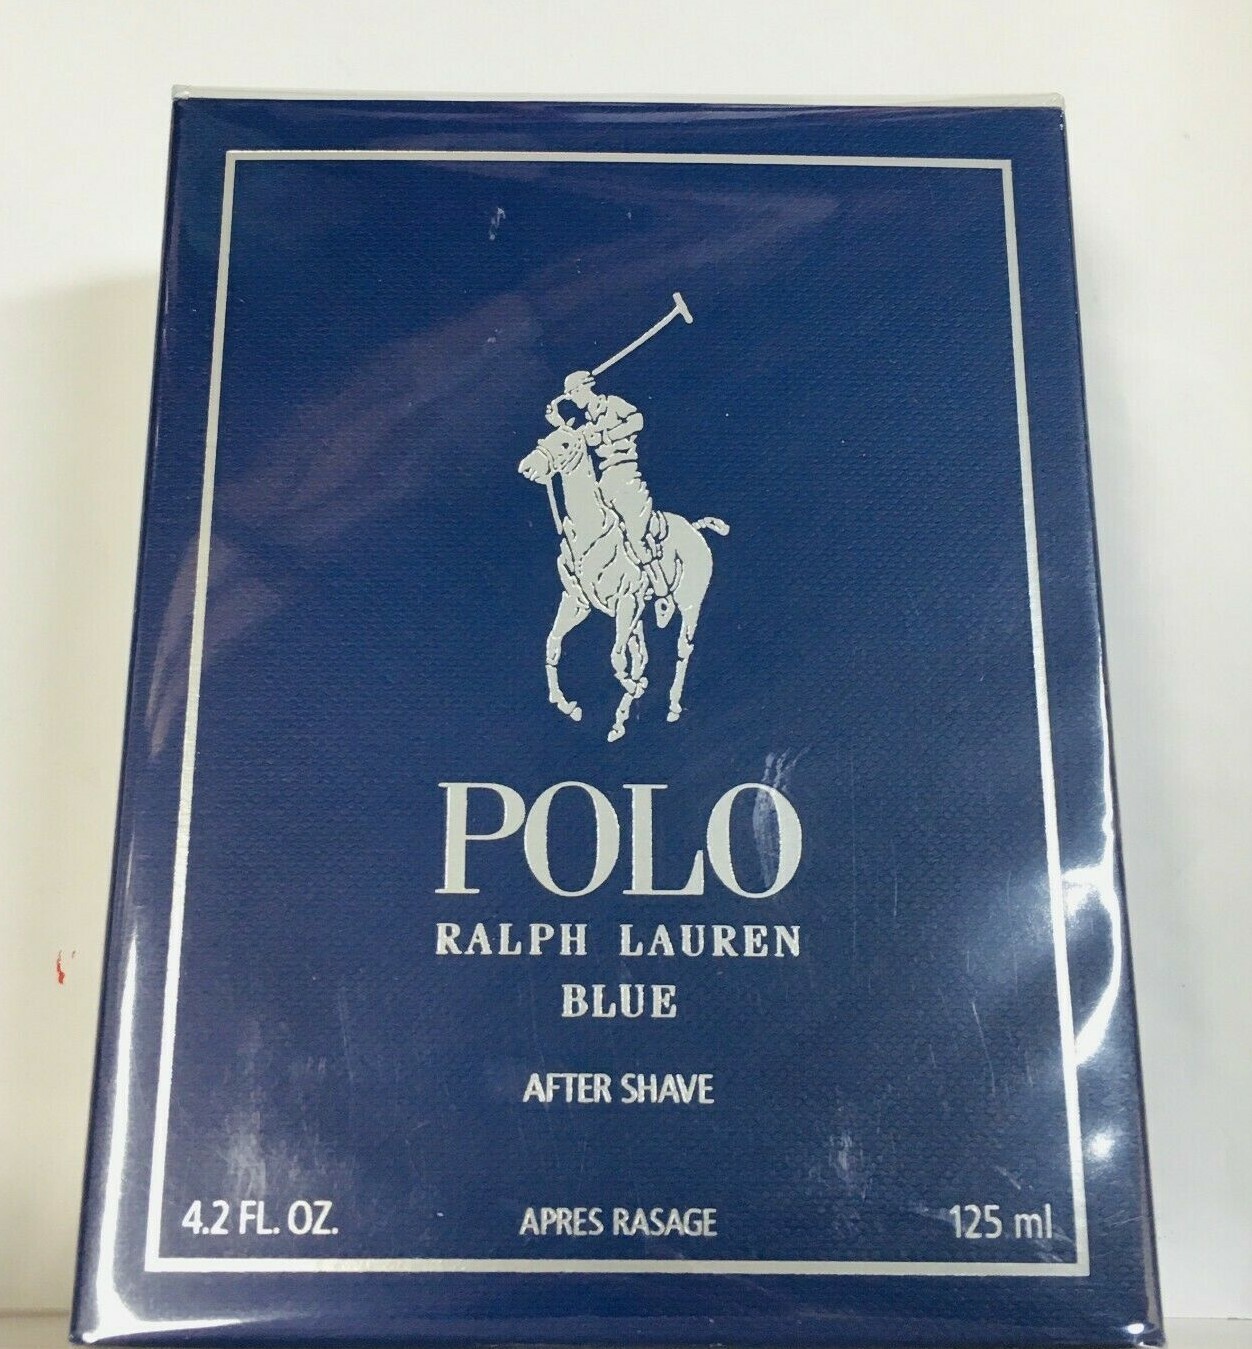 POLO
RALPH LAUREN
BLUE
AFTER SHAVE
4.2 FL. OZ. APRES RASAGE 125 ml